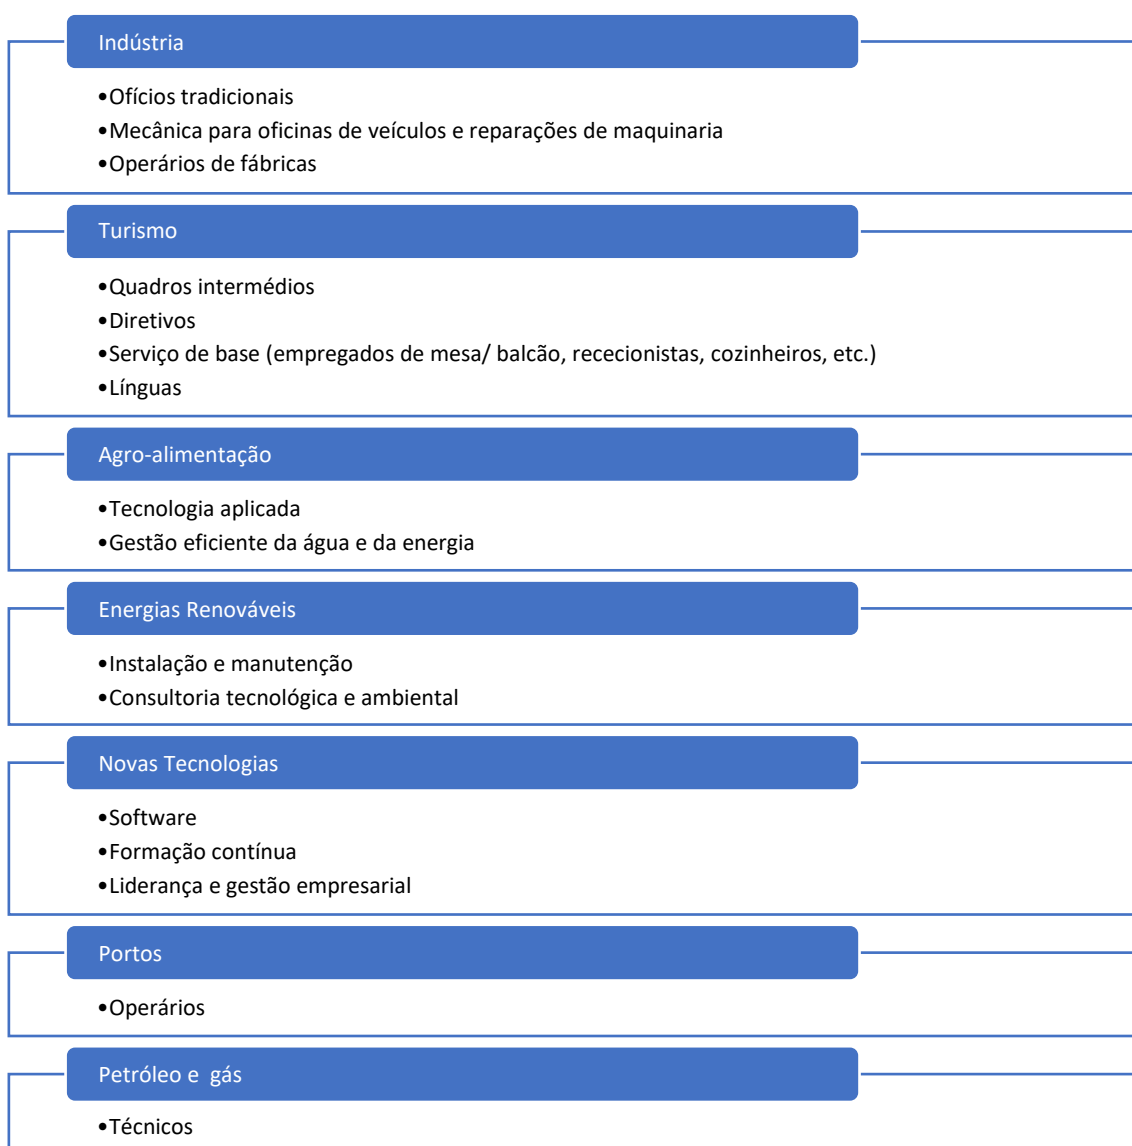 Indústria
•Ofícios tradicionais
•Mecânica para oficinas de veículos e reparações de maquinaria
•Operários de fábricas
Turismo
•Quadros intermédios
•Diretivos
•Serviço de base (empregados de mesa/ balcão, rececionistas, cozinheiros, etc.)
•Línguas
Agro-alimentação
•Tecnologia aplicada
•Gestão eficiente da água e da energia
Energias Renováveis
•Instalação e manutenção
•Consultoria tecnológica e ambiental
Novas Tecnologias
•Software
•Formação contínua
•Liderança e gestão empresarial
Portos
•Operários
Petróleo e  gás
•Técnicos